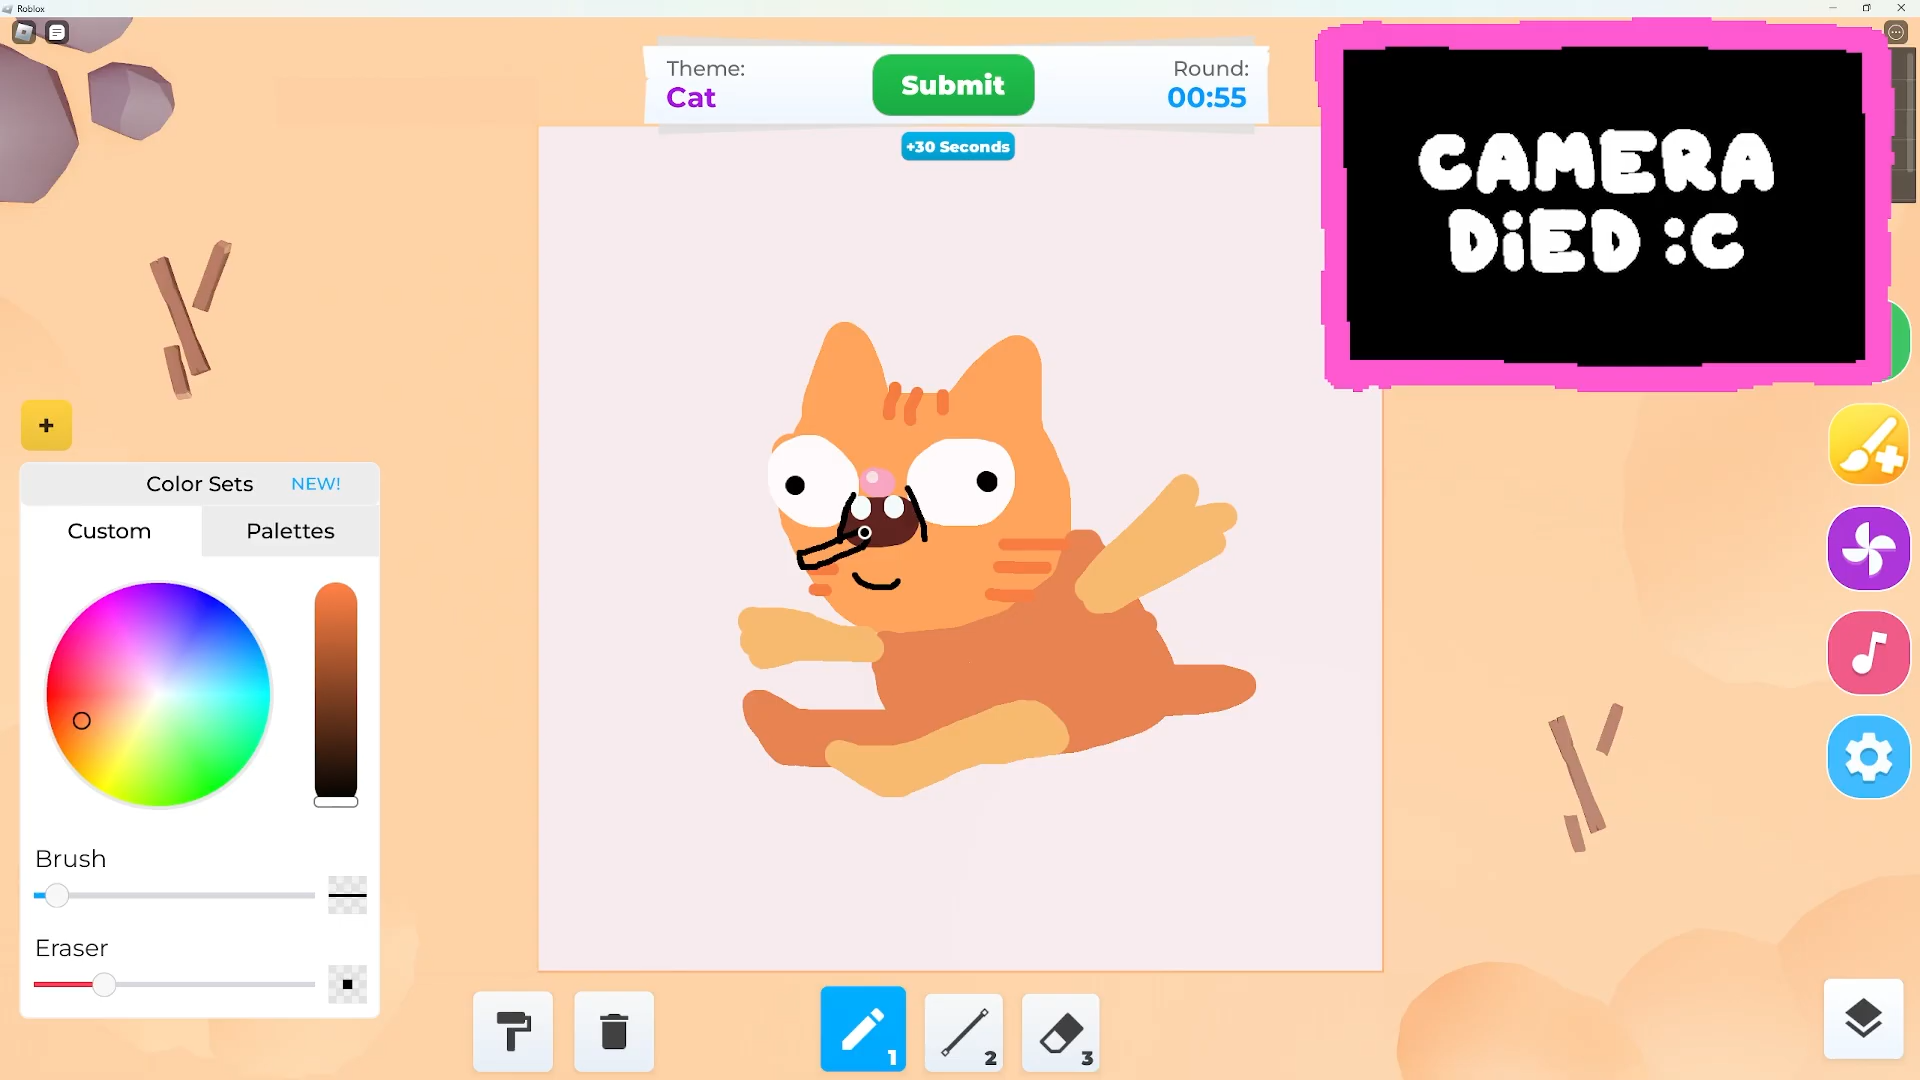 Roblox
Theme:
Cat
Submit
Round:
00:55
+30 Seconds
CAMERA
DiED :C
+
Color Sets NEW!
Custom
Palettes
Brush
Eraser
1
2
3